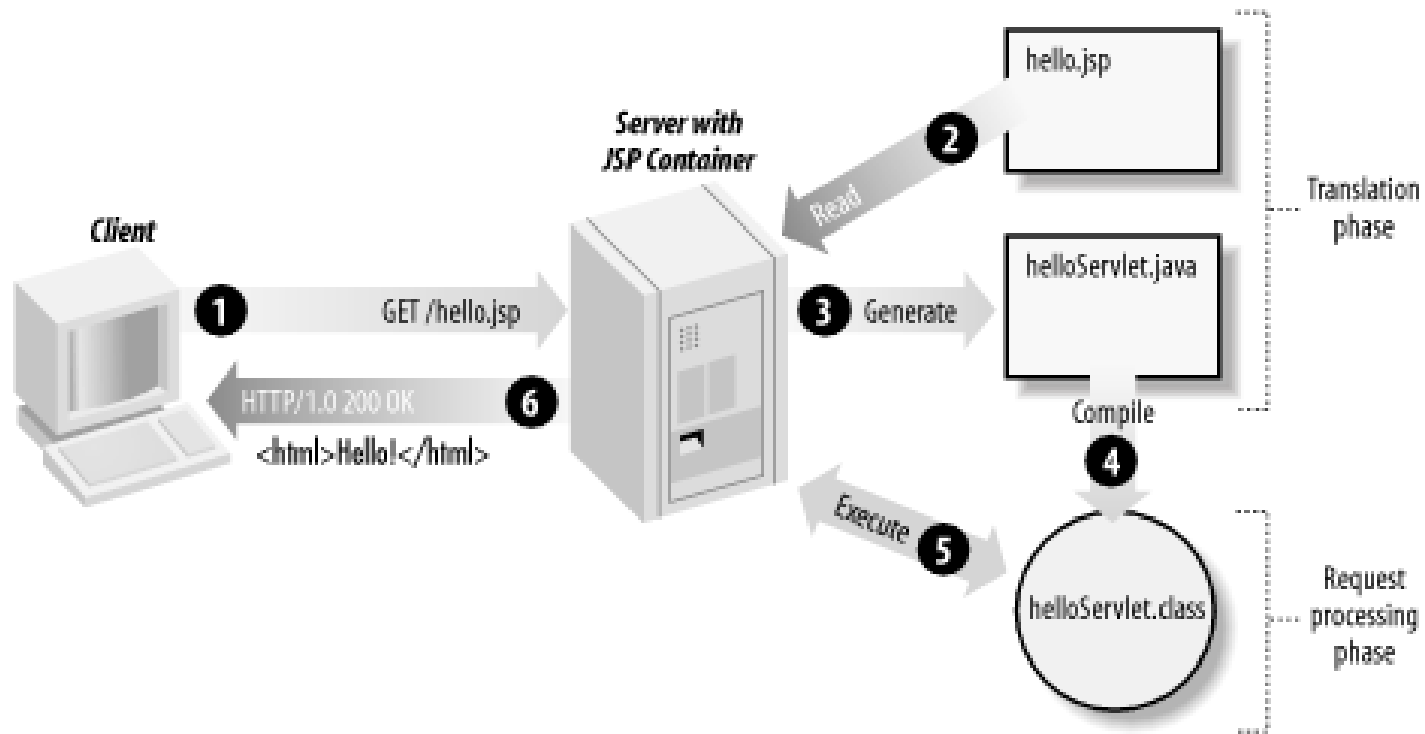 Client
1
GET /hello.jsp
HTTP/1.0 200 OK
6
<html>Hello!</html>
Server with
JSP Container
hello.jsp
2
Read
3
Generate
helloServlet.java
Compile
4
Execute
5
helloServlet.class
Translation
phase
Request
processing
phase